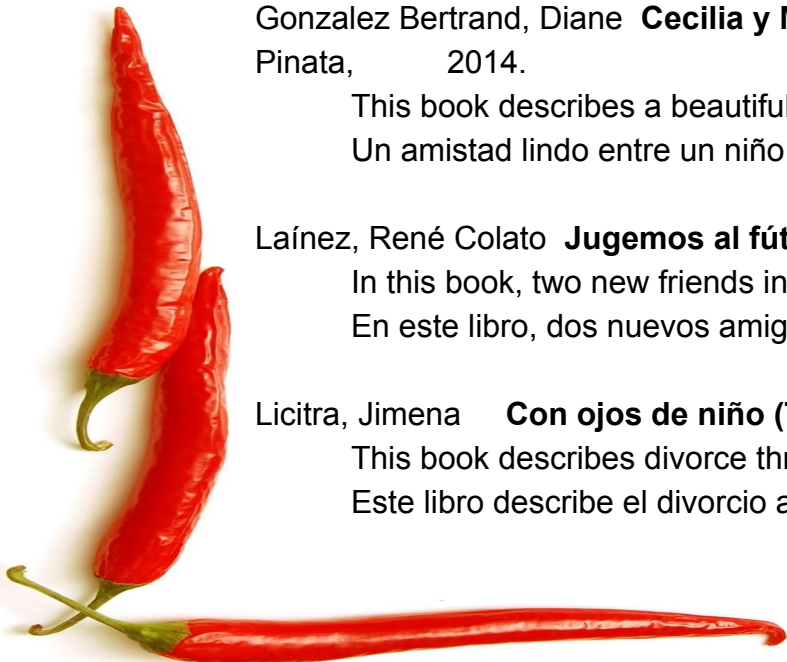 Gonzalez Bertrand, Diane Cecilia y
Pinata, 2014.
This book describes a beautiful
Un amistad lindo entre un niño
Laínez, René Colato Jugemos al fút
In this book, two new friends in
En este libro, dos nuevos amig
Licitra, Jimena Con ojos de niño (
This book describes divorce thr
Este libro describe el divorcio a